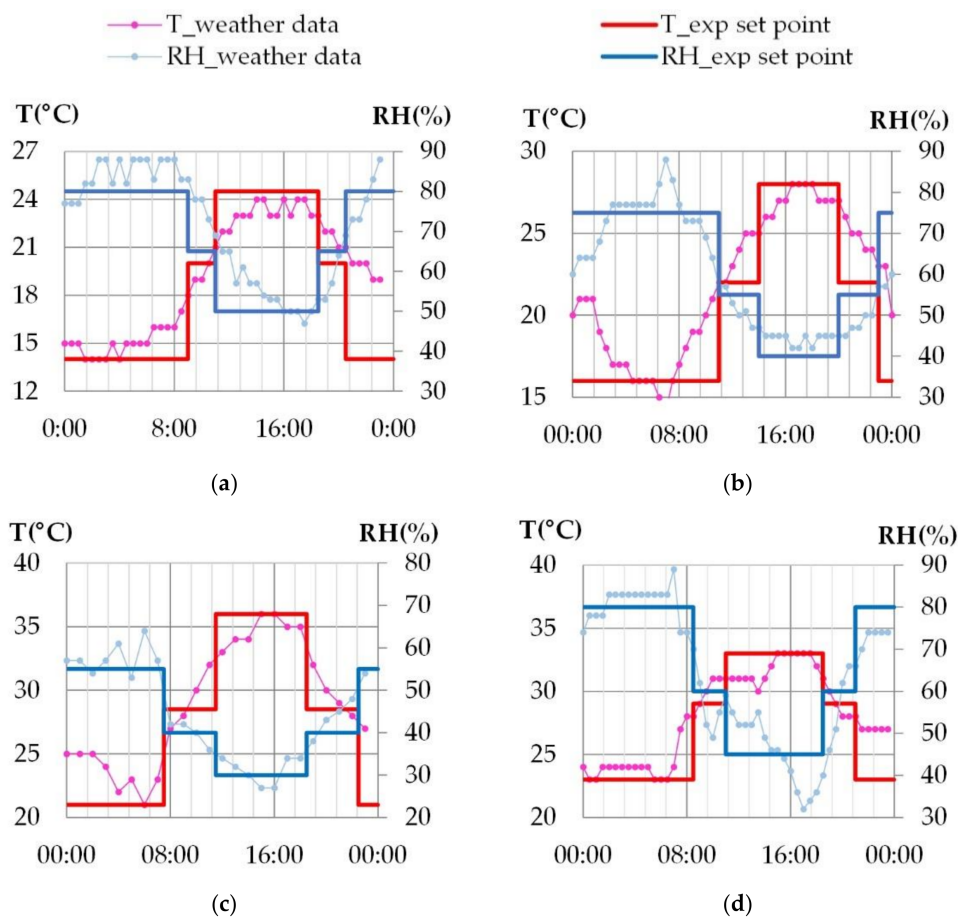 T_weather data T_exp set point
RH_weather data RH_exp set point
T(°C) RH(%) T(°C) RH(%)
27 90 30 90
24 80 80
21 70 25 70
18 60 60
15 50 20 50
12 40 40
30 15 30
0:00 8:00 16:00 0:00 00:00 08:00 16:00 00:00
(a) (b)
T(°C) RH(%) T(°C) RH(%)
40 80 40 90
35 70 35 80
30 60 30 70
25 50 25 60
20 40 20 50
30 40
20 30
00:00 08:00 16:00 00:00 00:00 08:00 16:00 00:00
(c) (d)